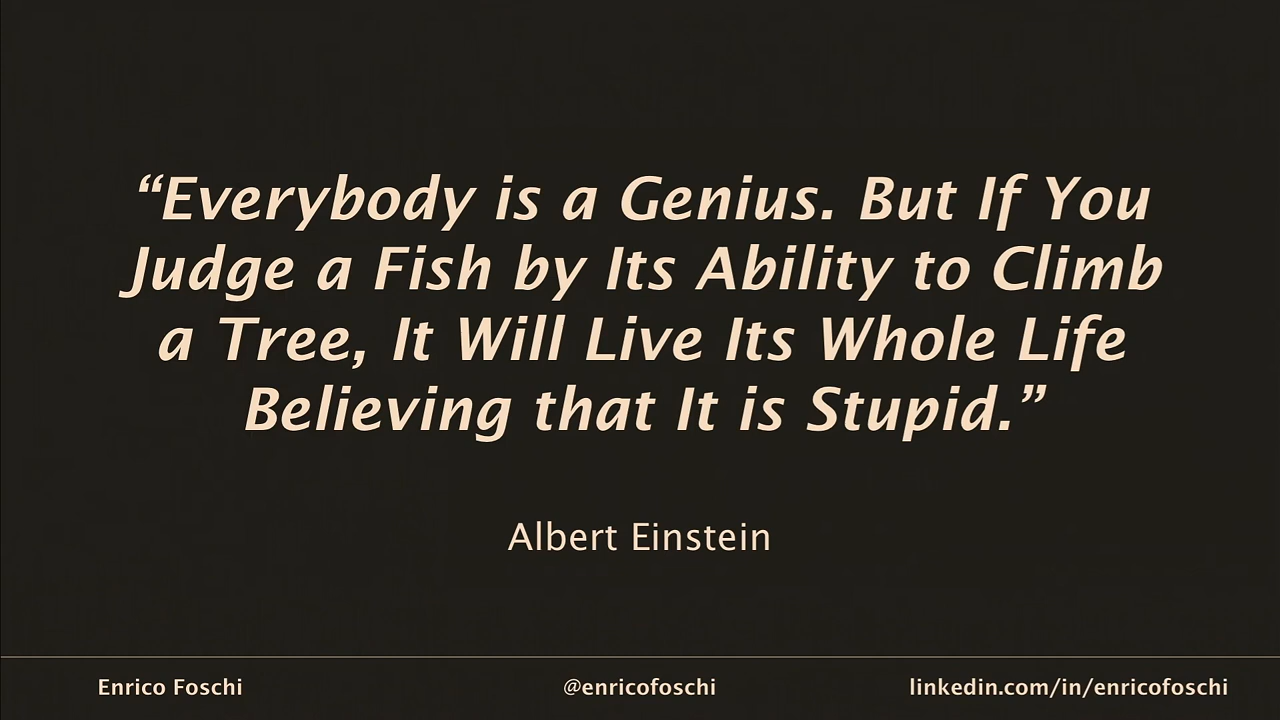 “Everybody is a Genius. But If You
Judge a Fish by Its Ability to Climb
a Tree, It Will Live Its Whole Life
Believing that It is Stupid.”
Albert Einstein
Enrico Foschi
@enricofoschi
linkedin.com/in/enricofoschi